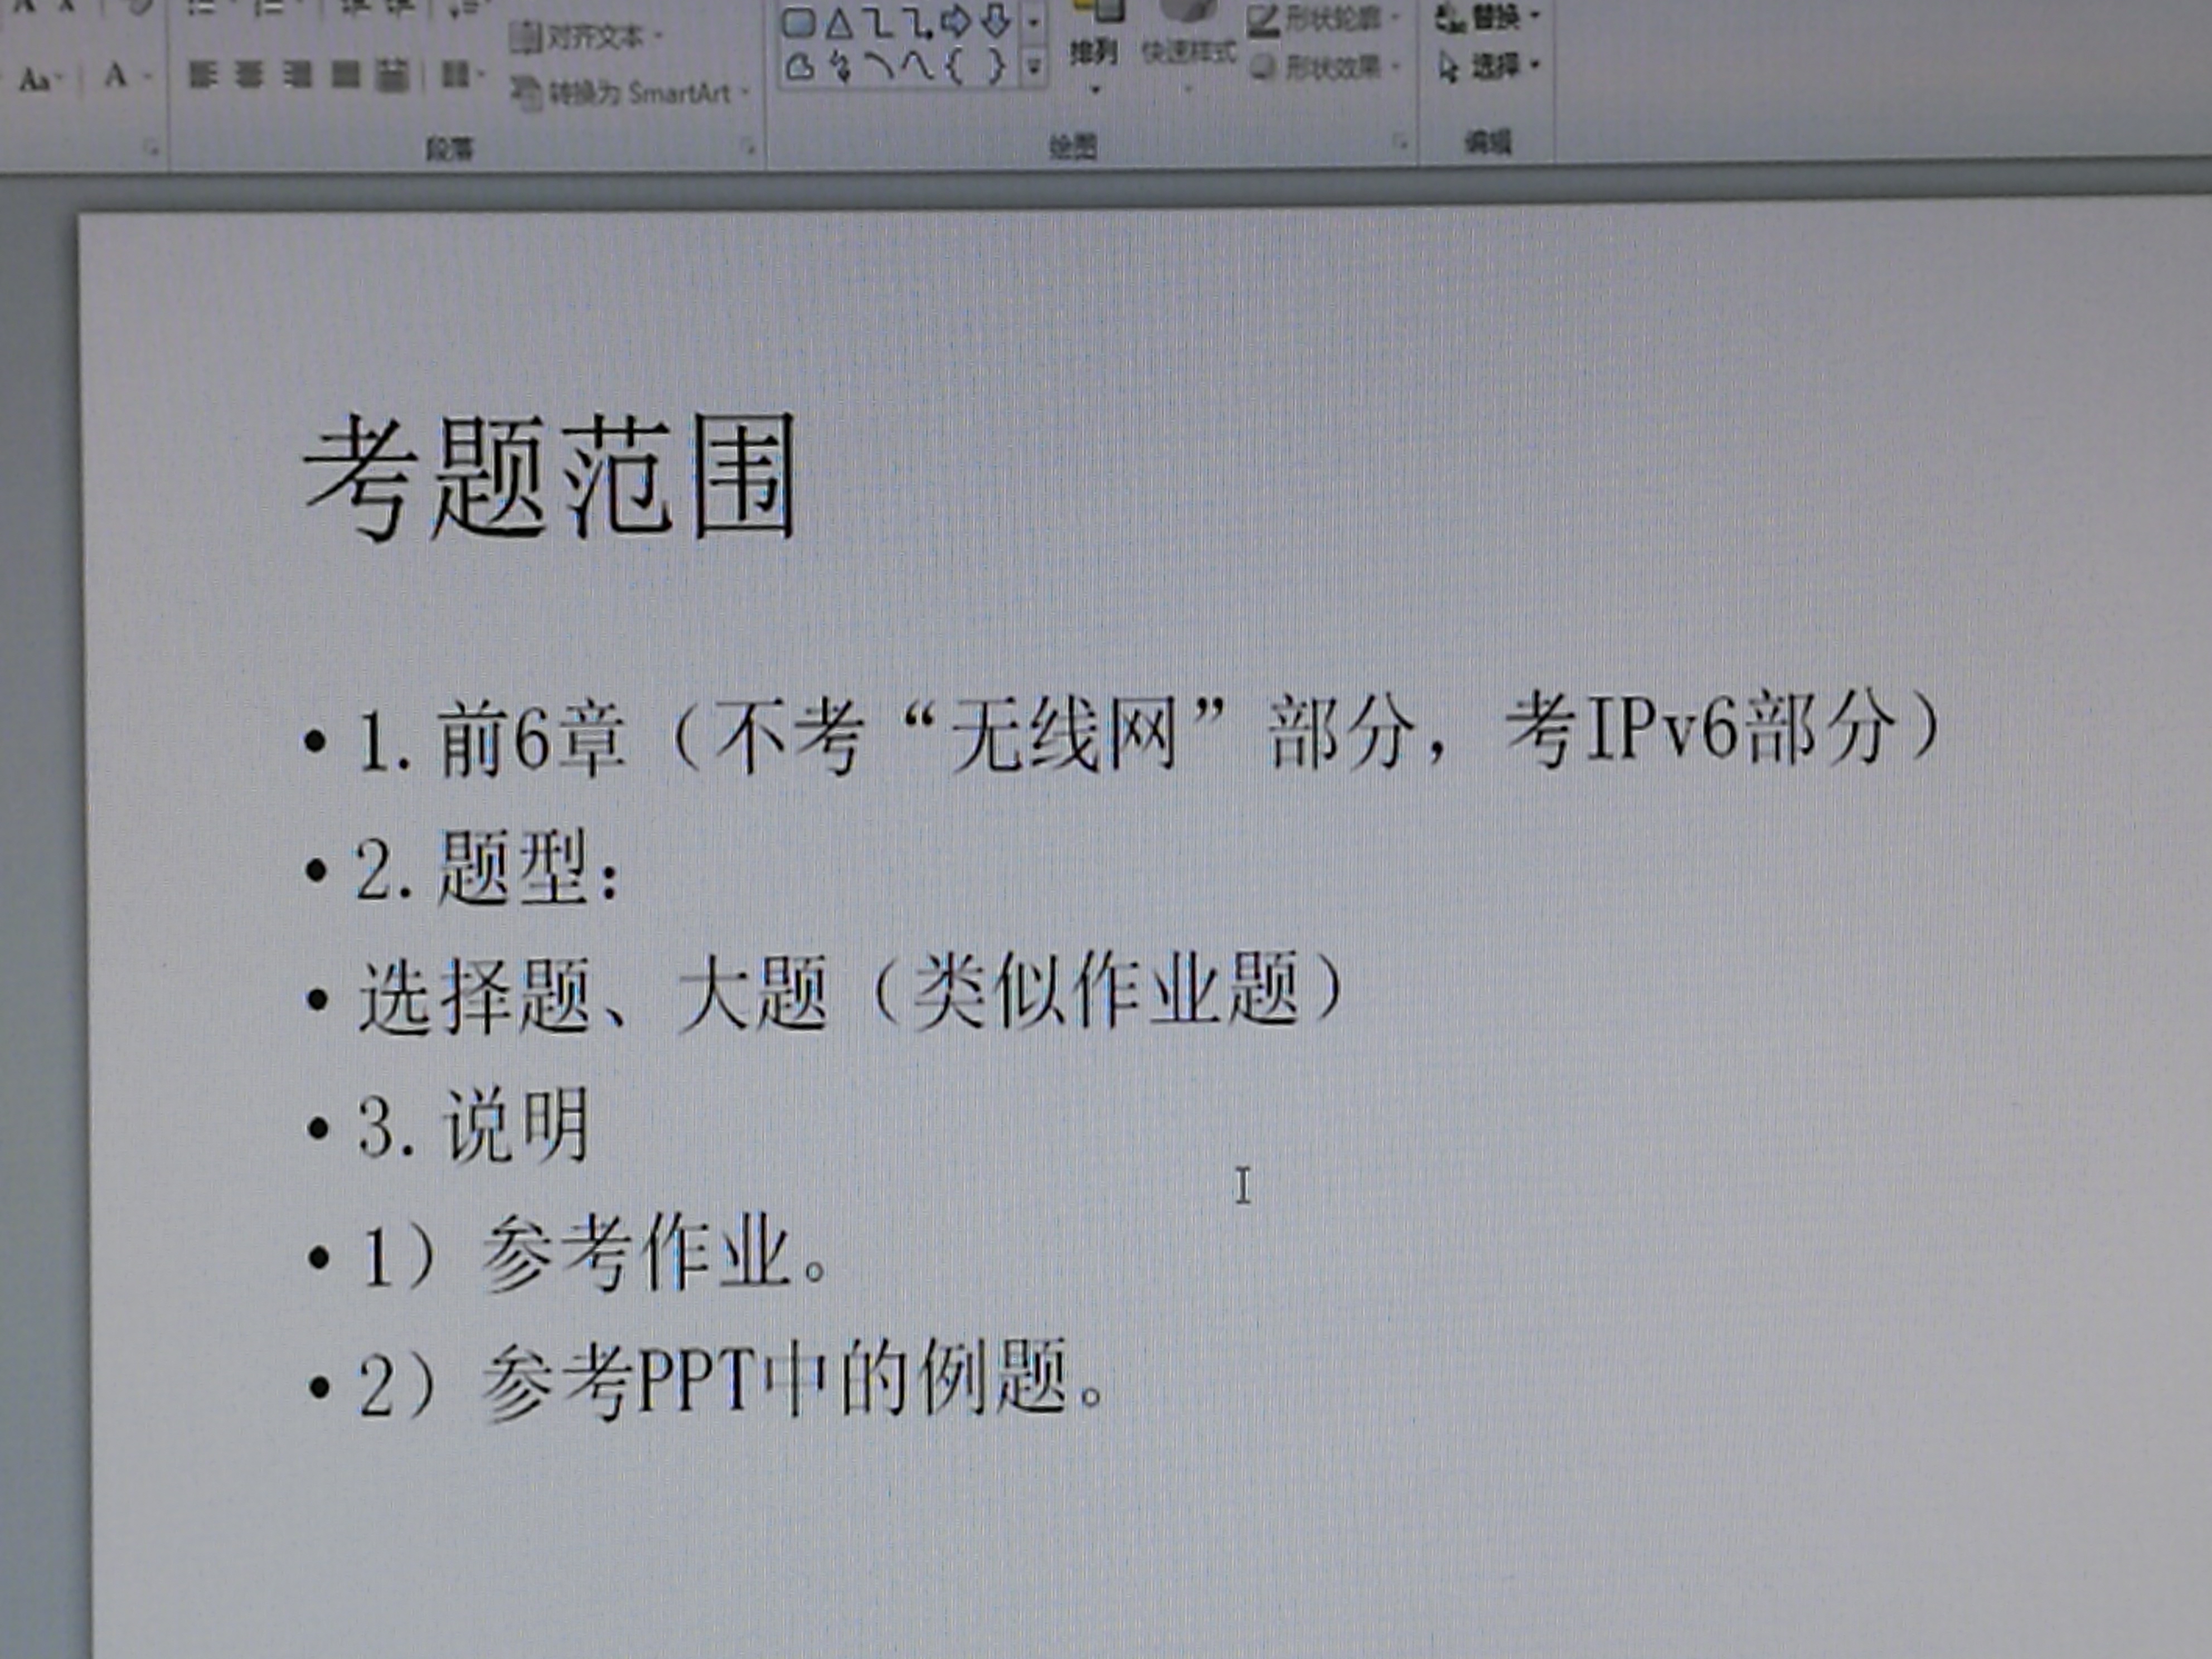 Aa A
对齐文本
转换为 SmartArt
排列 快速样式
形状轮廓
形状效果
替换
选择
段落 绘图 编辑
考题范围
• 1. 前6章（不考“无线网”部分，考IPv6部分）
• 2. 题型：
• 选择题、大题（类似作业题）
• 3. 说明
• 1）参考作业。
• 2）参考PPT中的例题。